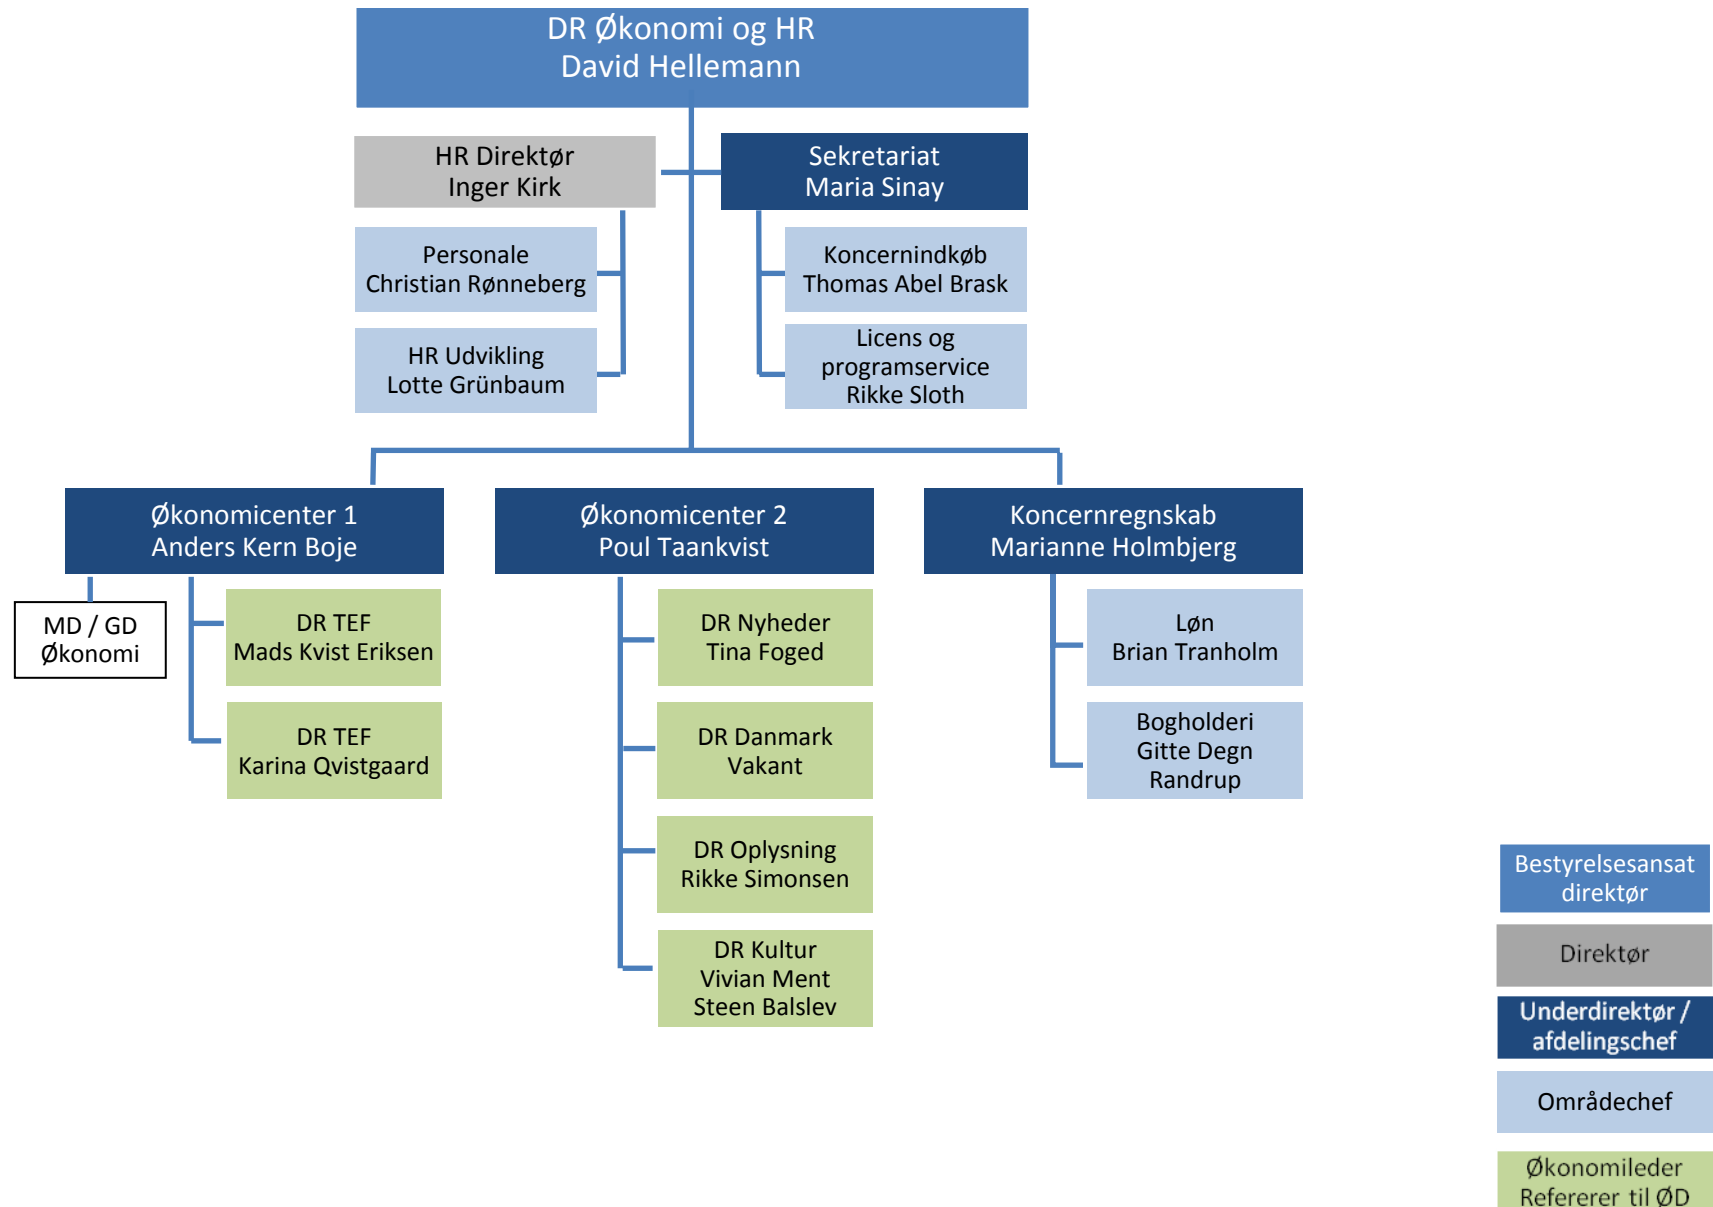 DR Økonomi og HR
David Hellemann
HR Direktør
Inger Kirk
Sekretariat
Maria Sinay
Personale
Christian Rønneberg
Koncernindkøb
Thomas Abel Brask
HR Udvikling
Lotte Grünbaum
Licens og
programservice
Rikke Sloth
Økonomicenter 1
Anders Kern Boje
Økonomicenter 2
Poul Taankvist
Koncernregnskab
Marianne Holmbjerg
MD / GD
Økonomi
DR TEF
Mads Kvist Eriksen
DR TEF
Karina Qvistgaard
DR Nyheder
Tina Foged
DR Danmark
Vakant
DR Oplysning
Rikke Simonsen
DR Kultur
Vivian Ment
Steen Balslev
Løn
Brian Tranholm
Bogholderi
Gitte Degn
Randrup
Bestyrelsesansat
direktør
Direktør
Underdirektør /
afdelingschef
Områdechef
Økonomileder
Refererer til ØD